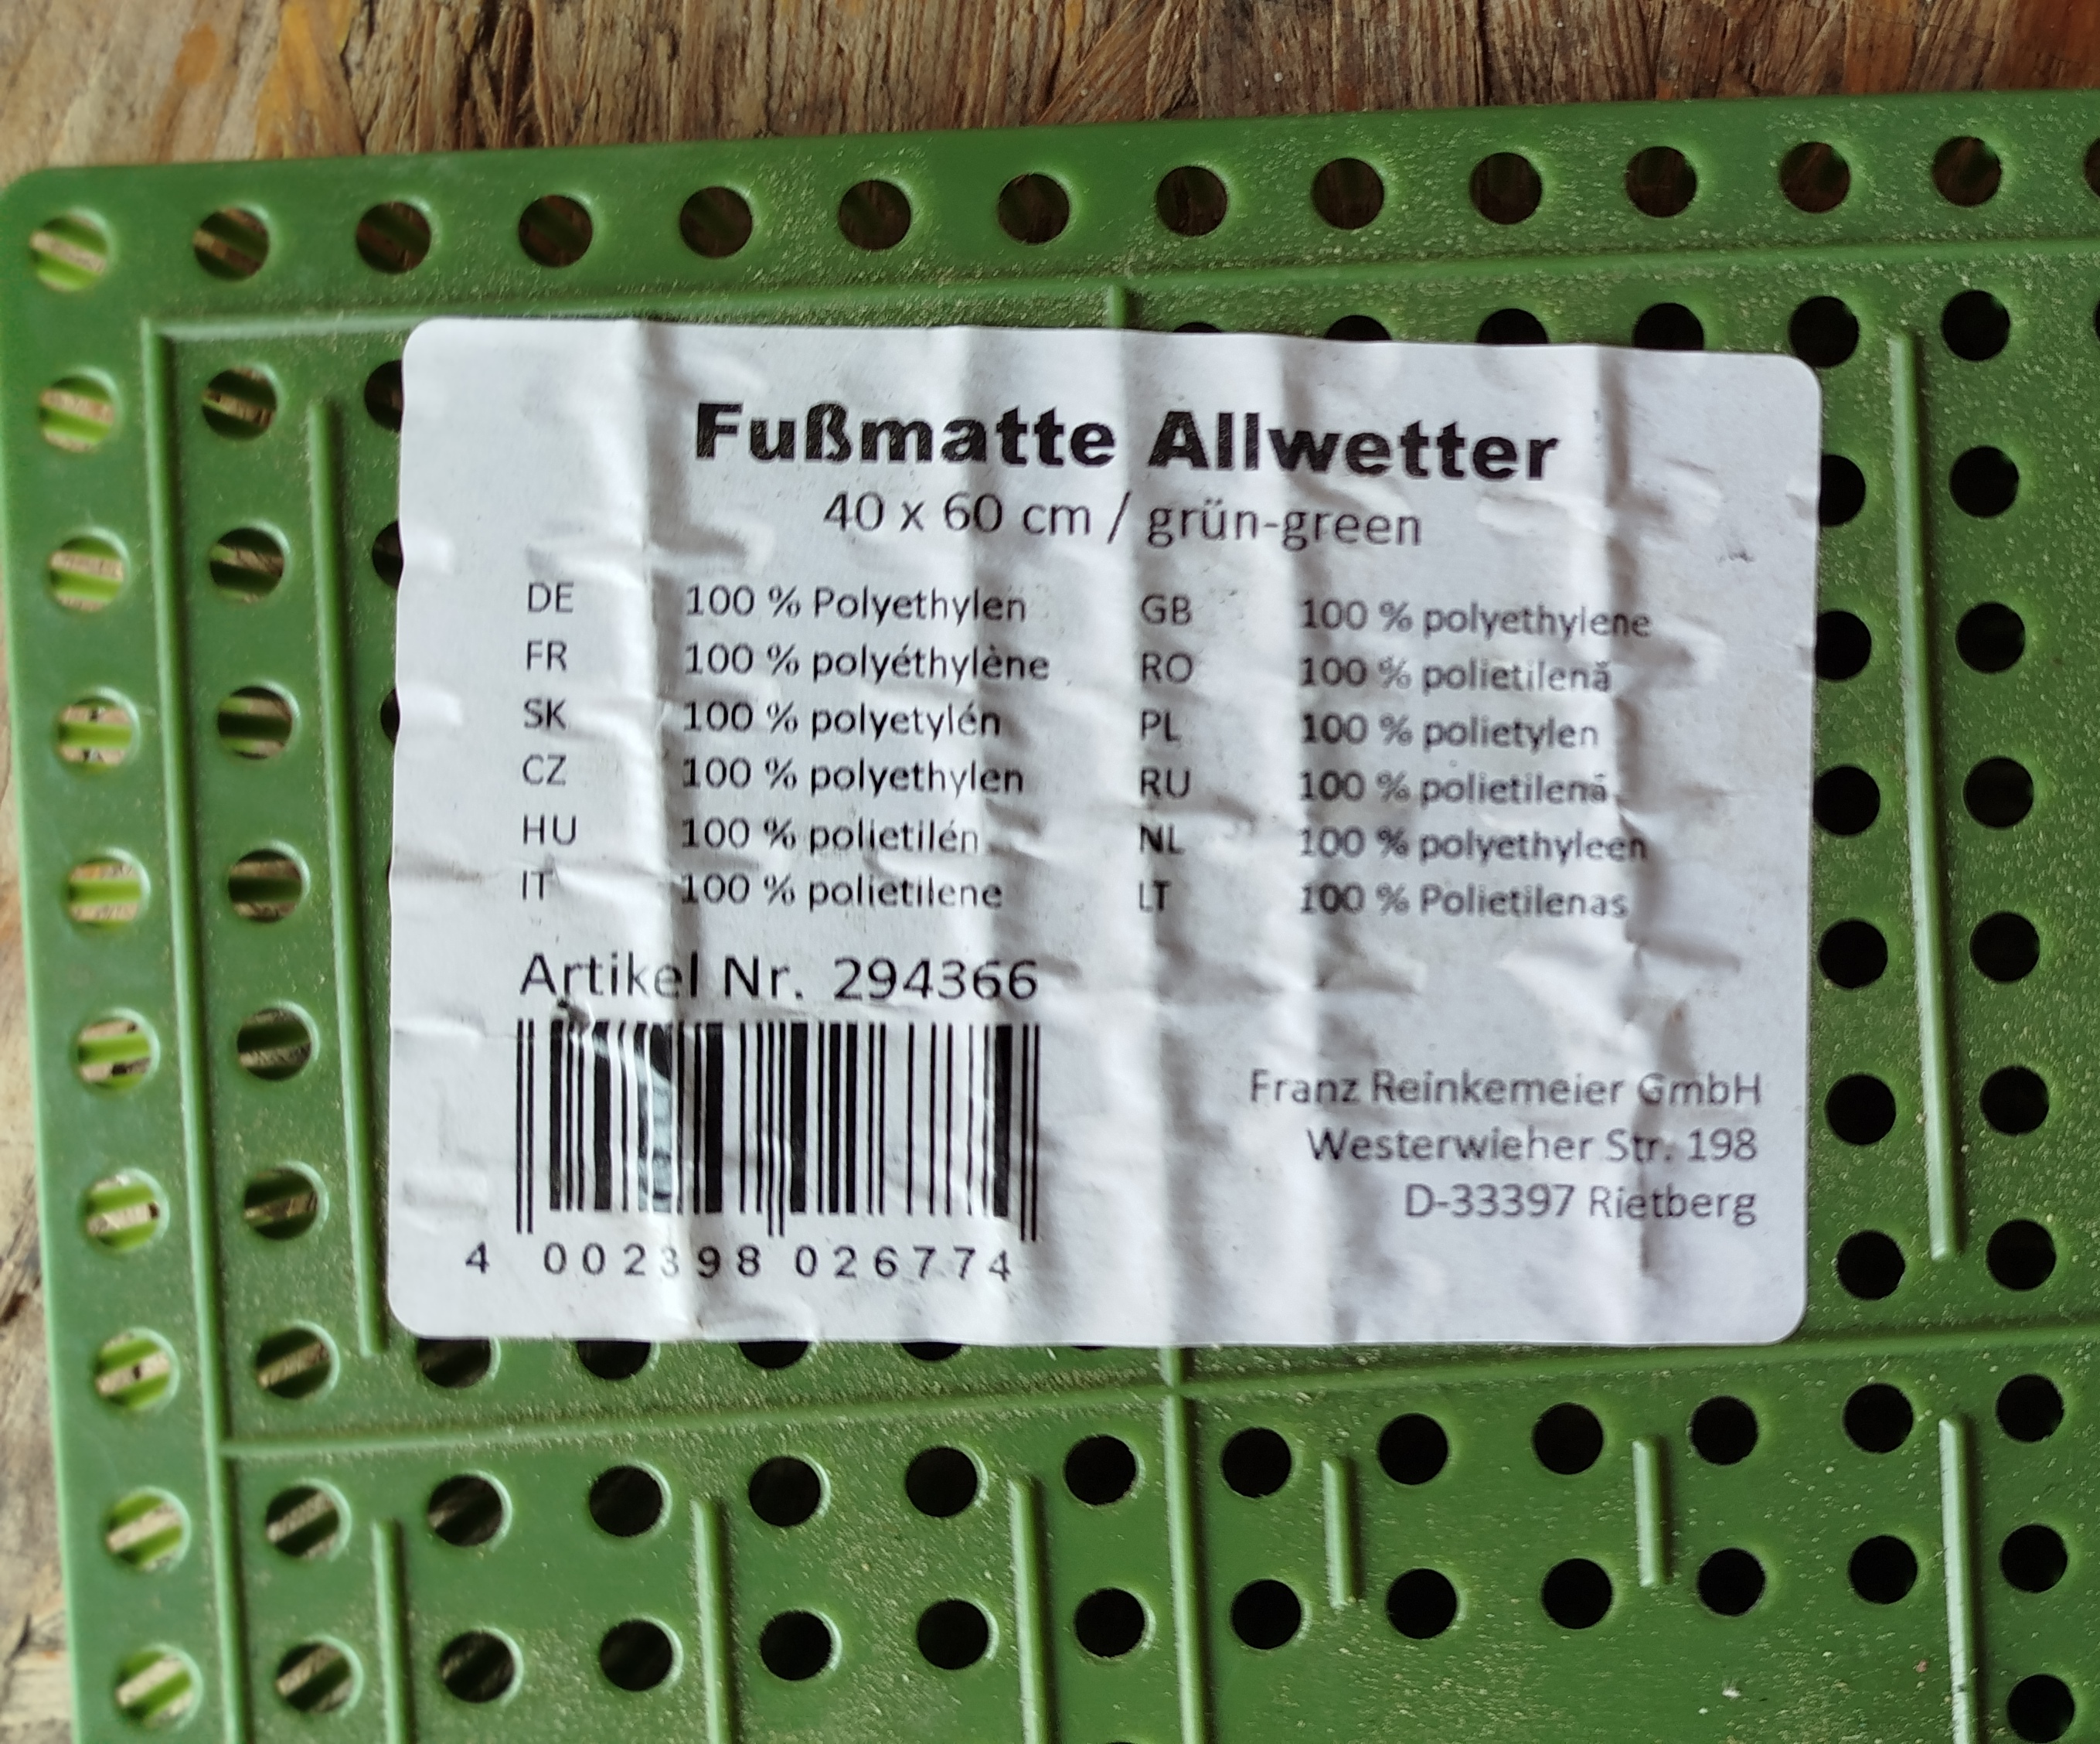 Fußmatte Allwetter
40 x 60 cm / grün-green
DE 100 % Polyethylen GB 100 % polyethylene
FR 100 % polyéthylène RO 100 % polietilenă
SK 100 % polyetylén PL 100 % polietylen
CZ 100 % polyethylen RU 100 % polietilenă
HU 100 % polietilén NL 100 % polyethyleen
IT 100 % polietilene LT 100 % Polietilenas
Artikel Nr. 294366
4 002398 026774
Franz Reinkemeier GmbH
Westerwieher Str. 198
D-33397 Rietberg